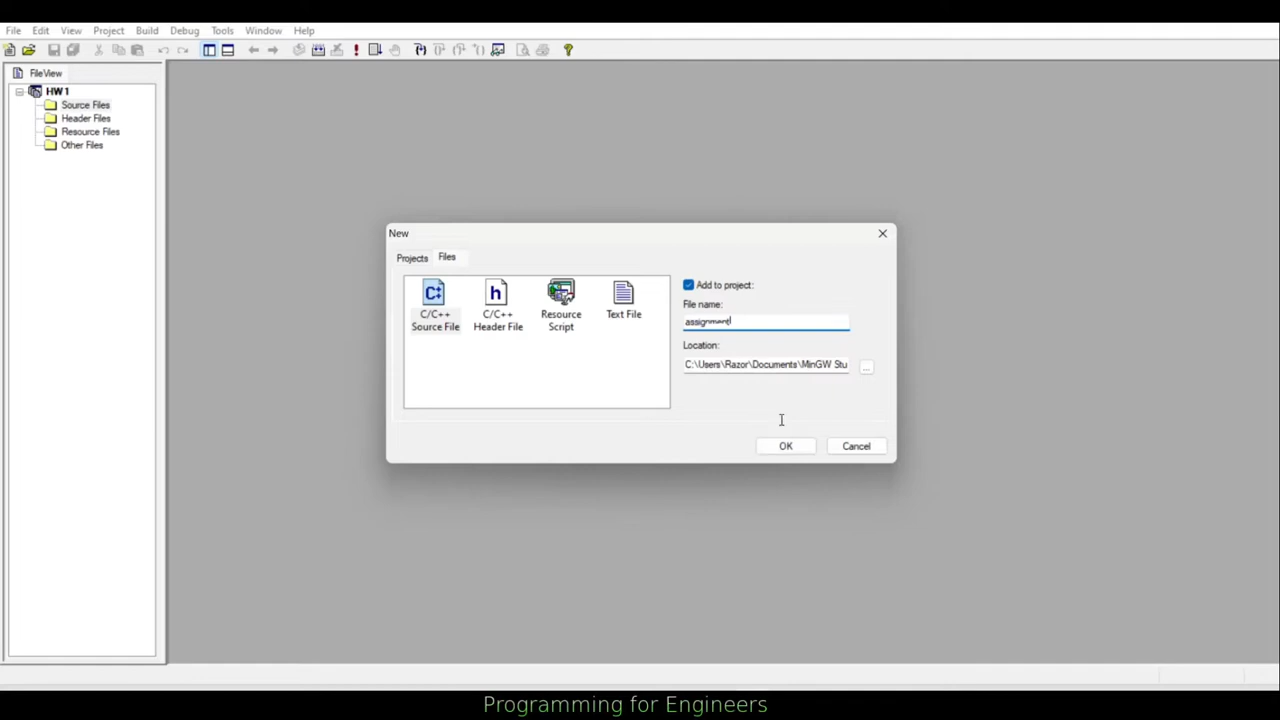 File Edit View Project Build Debug Tools Window Help
FileView
HW1
Source Files
Header Files
Resource Files
Other Files
New
Projects Files
C/C++ Source File
C/C++ Header File
Resource Script
Text File
Add to project:
File name:
assignment
Location:
C:\Users\Razor\Documents\MinGW Stu
...
OK Cancel
Programming for Engineers